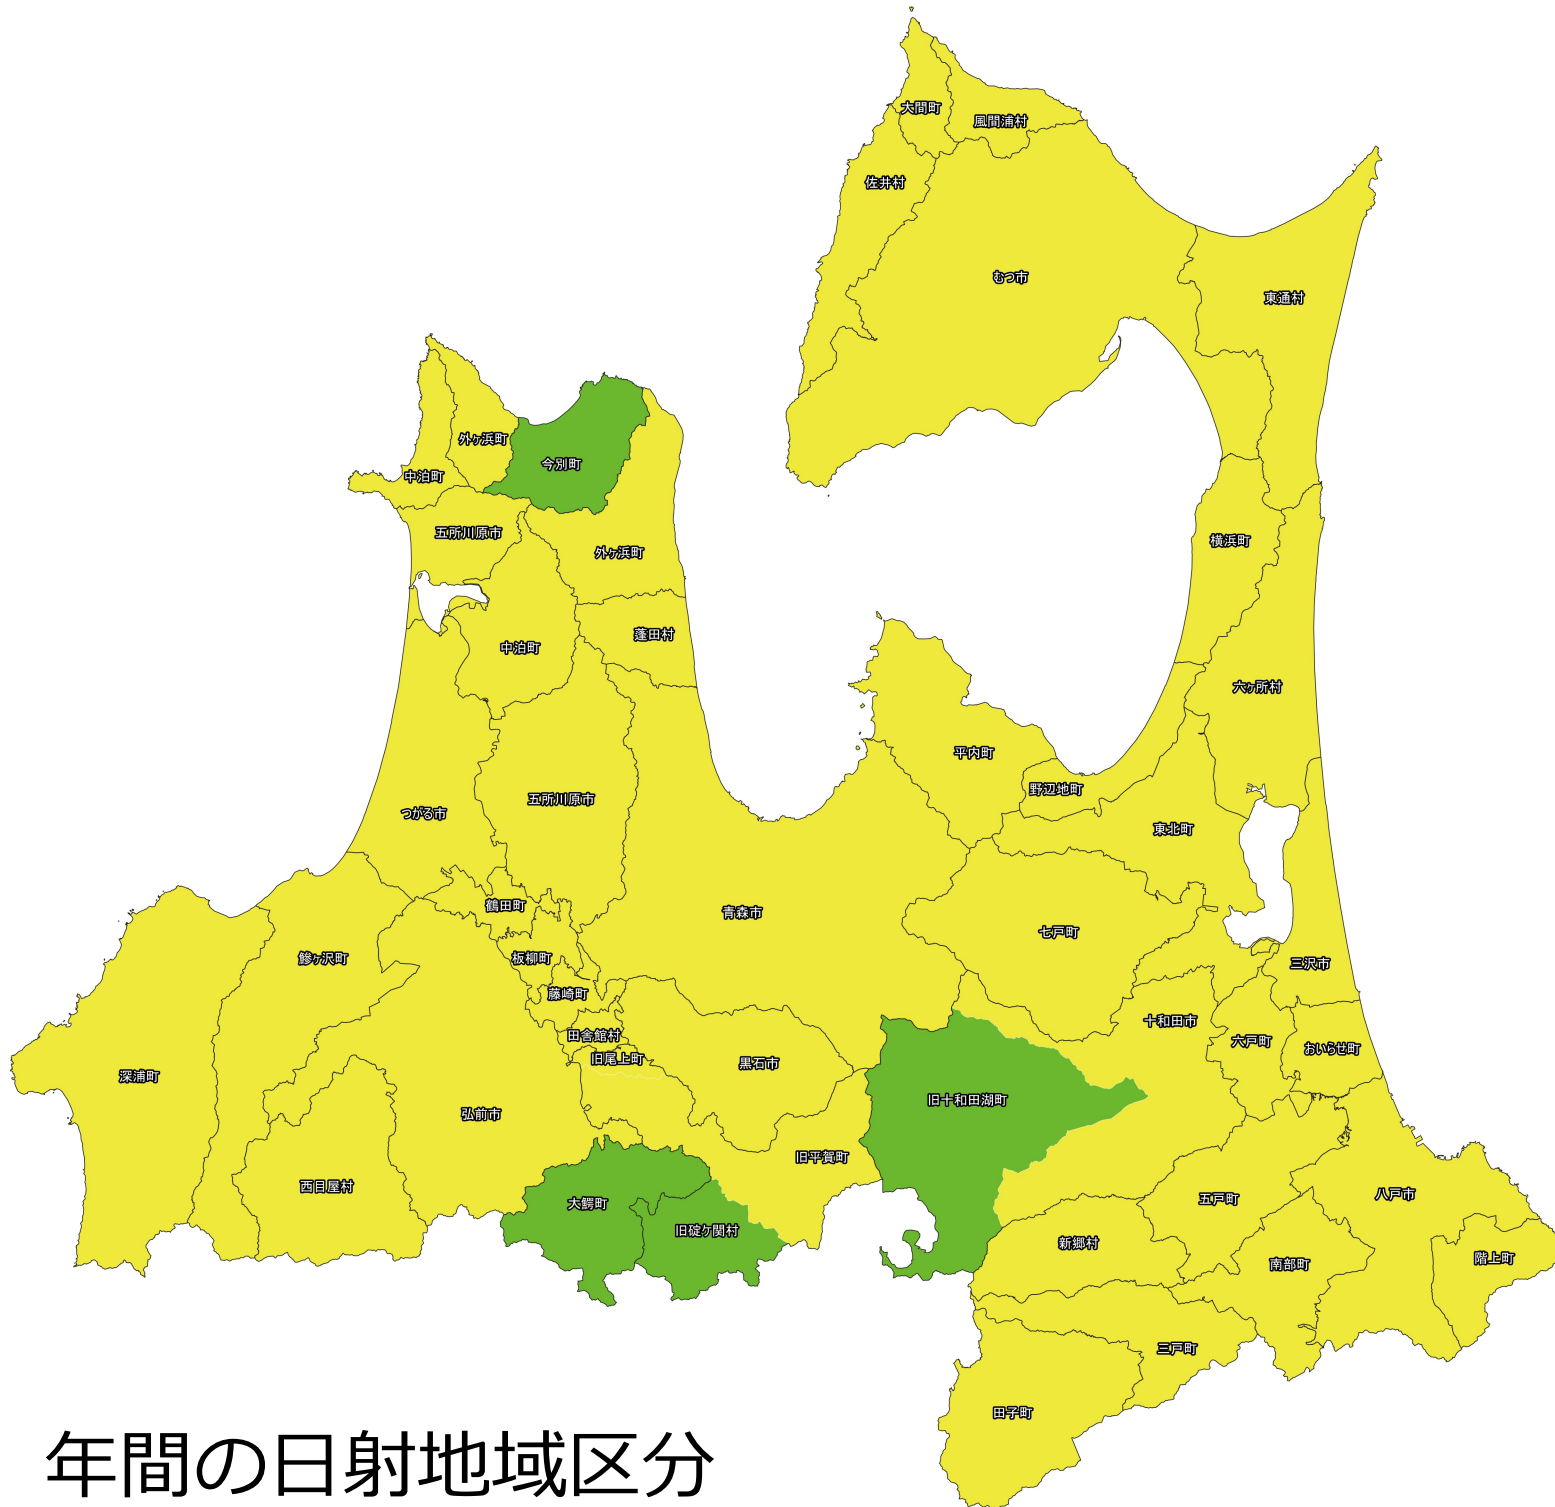 大間町
風間浦村
佐井村
むつ市
東通村
外ヶ浜町
今別町
中泊町
五所川原市
外ヶ浜町
横浜町
蓬田村
中泊町
六ヶ所村
平内町
野辺地町
五所川原市
つがる市
東北町
鶴田町
青森市
七戸町
鰺ヶ沢町
板柳町
三沢市
藤崎町
十和田市
田舎館村
六戸町
おいらせ町
旧尾上町
黒石市
深浦町
旧十和田湖町
弘前市
旧平賀町
西目屋村
八戸市
五戸町
大鰐町
旧碇ケ関村
新郷村
階上町
南部町
三戸町
田子町
年間の日射地域区分